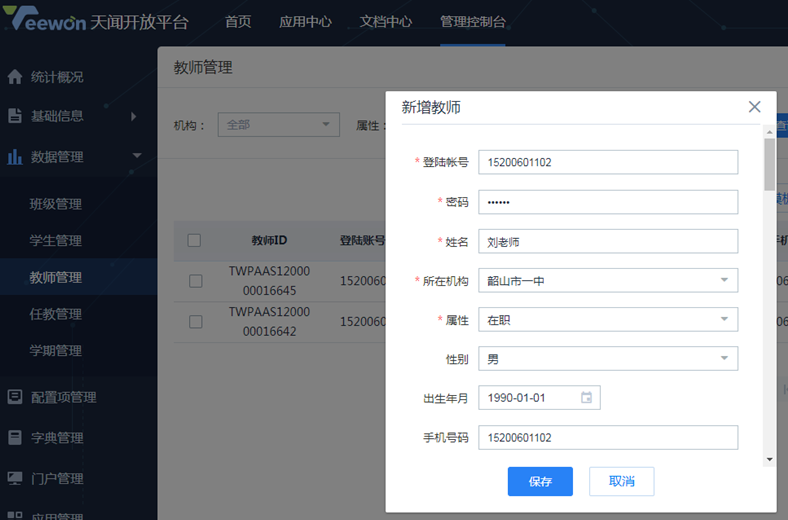 Yeewon 天闻开放平台
首页 应用中心 文档中心 管理控制台
统计概况
基础信息
数据管理
班级管理
学生管理
教师管理
任教管理
学期管理
配置项管理
字典管理
门户管理
应用管理
教师管理
机构： 全部 属性：
教师ID 登陆账号
TWPAAS12000
00016645
1520060
TWPAAS12000
00016642
1520060
新增教师
* 登陆帐号 15200601102
* 密码 ••••••
* 姓名 刘老师
* 所在机构 韶山市一中
* 属性 在职
性别 男
出生年月 1990-01-01
手机号码 15200601102
保存 取消